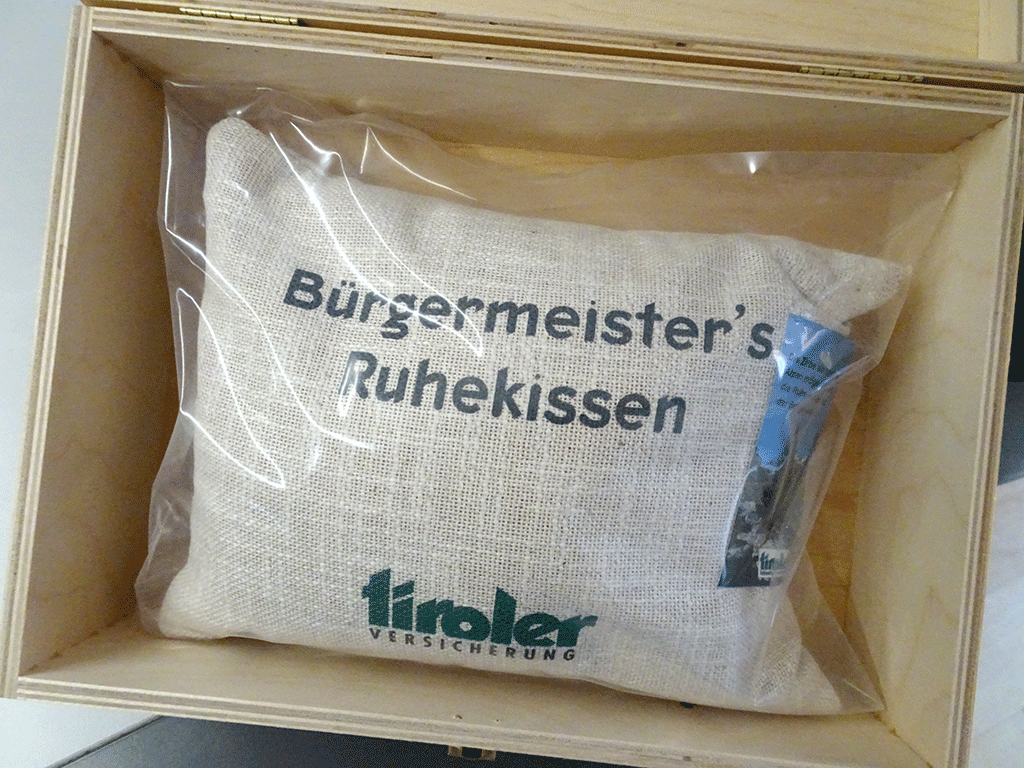 Bürgermeister's
Ruhekissen
tiroler
VERSICHERUNG